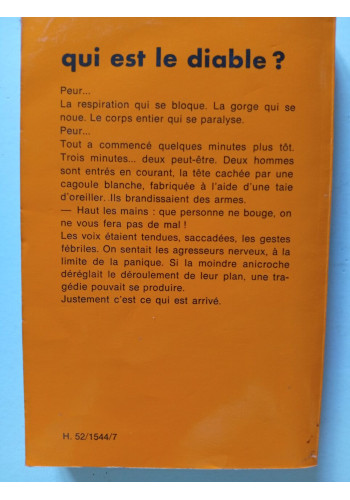 qui est le diable ?
Peur...
La respiration qui se bloque. La gorge qui se
noue. Le corps entier qui se paralyse.
Peur...
Tout a commencé quelques minutes plus tôt.
Trois minutes... deux peut-être. Deux hommes
sont entrés en courant, la tête cachée par une
cagoule blanche, fabriquée à l'aide d'une taie
d'oreiller. Ils brandissaient des armes.
— Haut les mains : que personne ne bouge, on
ne vous fera pas de mal !
Les voix étaient tendues, saccadées, les gestes
fébriles. On sentait les agresseurs nerveux, à la
limite de la panique. Si la moindre anicroche
déréglait le déroulement de leur plan, une tra-
gédie pouvait se produire.
Justement c'est ce qui est arrivé.
H. 52/1544/7